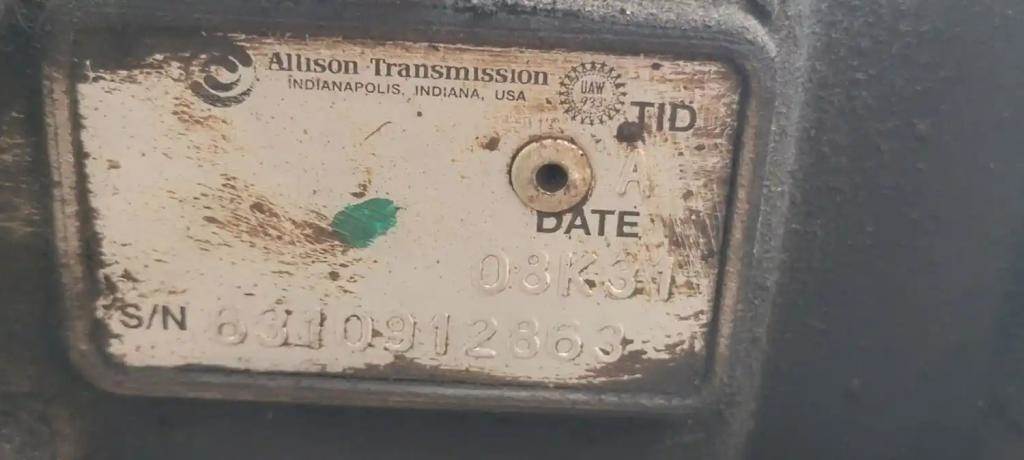 Allison Transmission
INDIANAPOLIS, INDIANA, USA
UAW
933
TID
A
DATE
08K31
S/N 6310912863